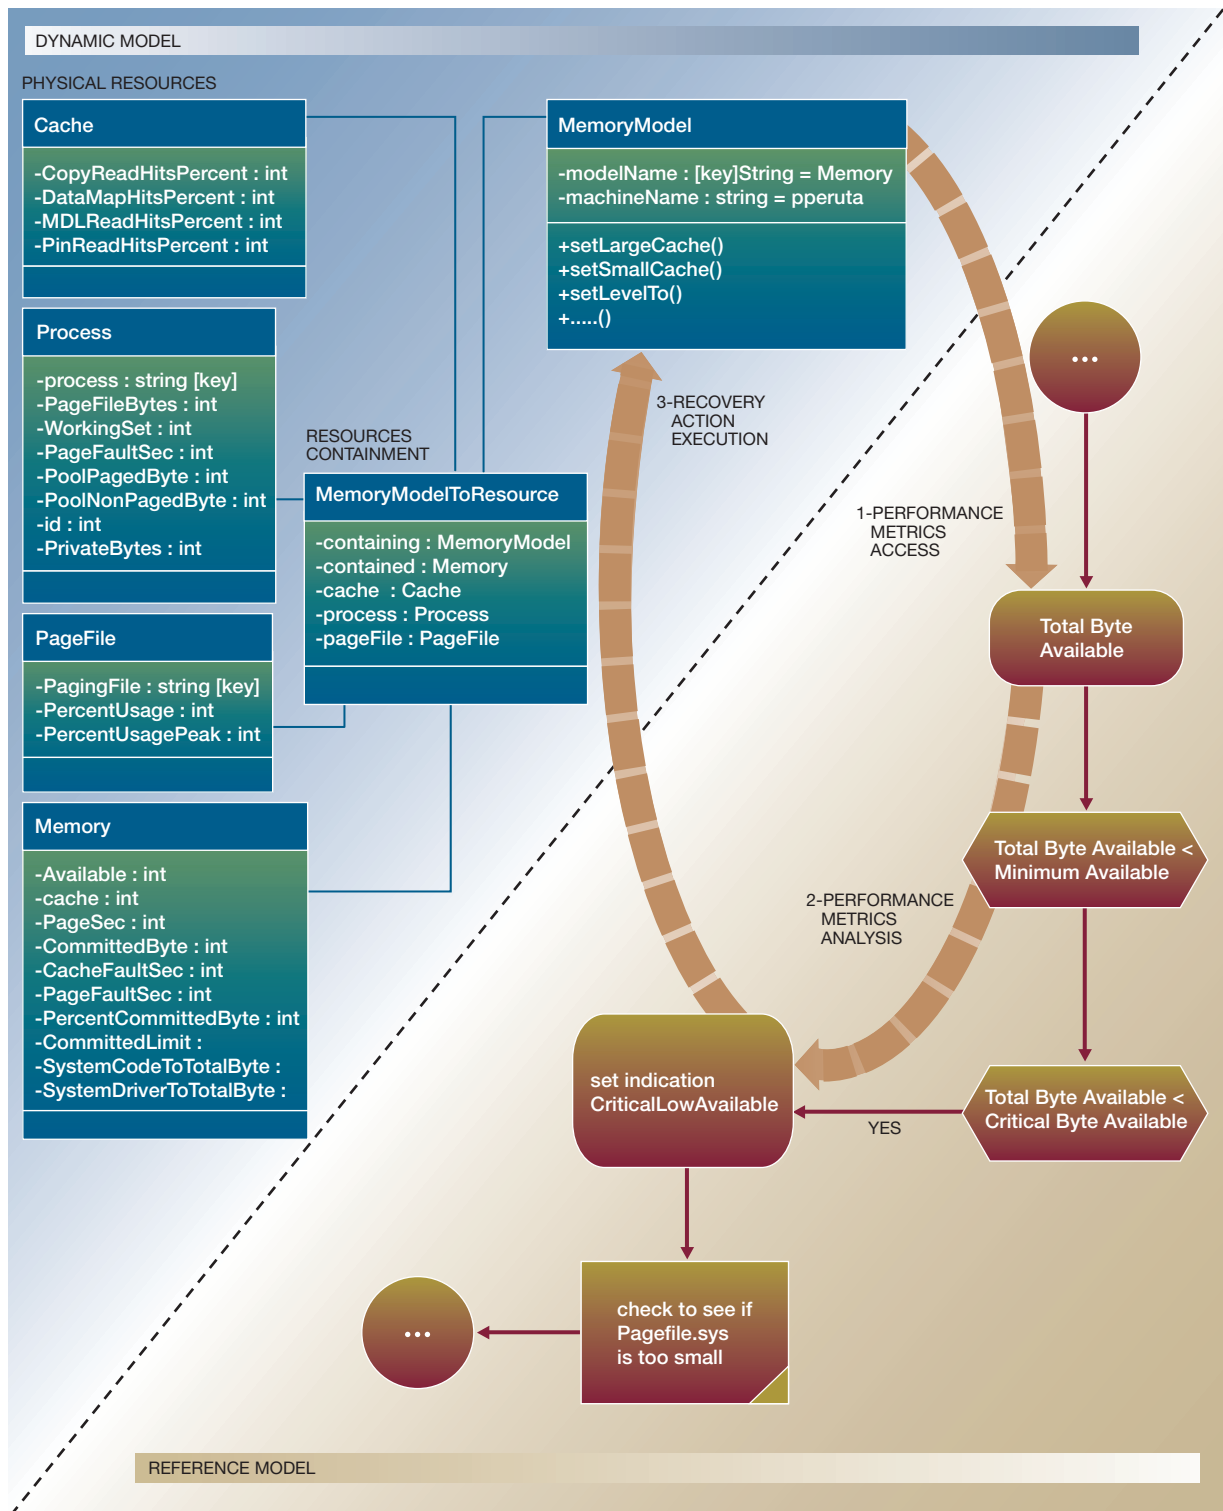 DYNAMIC MODEL
PHYSICAL RESOURCES
Cache
-CopyReadHitsPercent : int
-DataMapHitsPercent : int
-MDLReadHitsPercent : int
-PinReadHitsPercent : int
Process
-process : string [key]
-PageFileBytes : int
-WorkingSet : int
-PageFaultSec : int
-PoolPagedByte : int
-PoolNonPagedByte : int
-id : int
-PrivateBytes : int
PageFile
-PagingFile : string [key]
-PercentUsage : int
-PercentUsagePeak : int
Memory
-Available : int
-cache : int
-PageSec : int
-CommittedByte : int
-CacheFaultSec : int
-PageFaultSec : int
-PercentCommittedByte : int
-CommittedLimit :
-SystemCodeToTotalByte :
-SystemDriverToTotalByte :
RESOURCES
CONTAINMENT
MemoryModelToResource
-containing : MemoryModel
-contained : Memory
-cache : Cache
-process : Process
-pageFile : PageFile
MemoryModel
-modelName : [key]String = Memory
-machineName : string = pperuta
+setLargeCache()
+setSmallCache()
+setLevelTo()
+.....()
3-RECOVERY
ACTION
EXECUTION
1-PERFORMANCE
METRICS
ACCESS
...
Total Byte
Available
Total Byte Available <
Minimum Available
2-PERFORMANCE
METRICS
ANALYSIS
Total Byte Available <
Critical Byte Available
YES
set indication
CriticalLowAvailable
check to see if
Pagefile.sys
is too small
...
REFERENCE MODEL